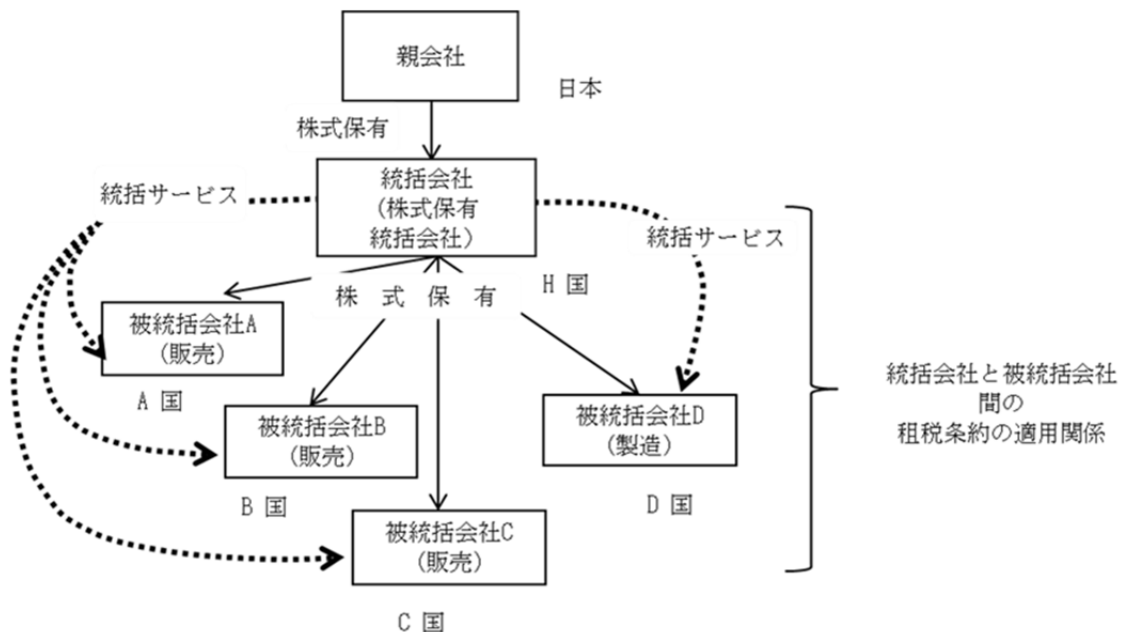 親会社
日本
株式保有
統括会社
（株式保有
統括会社）
統括サービス
統括サービス
H 国
株 式 保 有
被統括会社A
（販売）
A 国
被統括会社B
（販売）
B 国
被統括会社C
（販売）
C 国
被統括会社D
（製造）
D 国
統括会社と被統括会社
間の
租税条約の適用関係